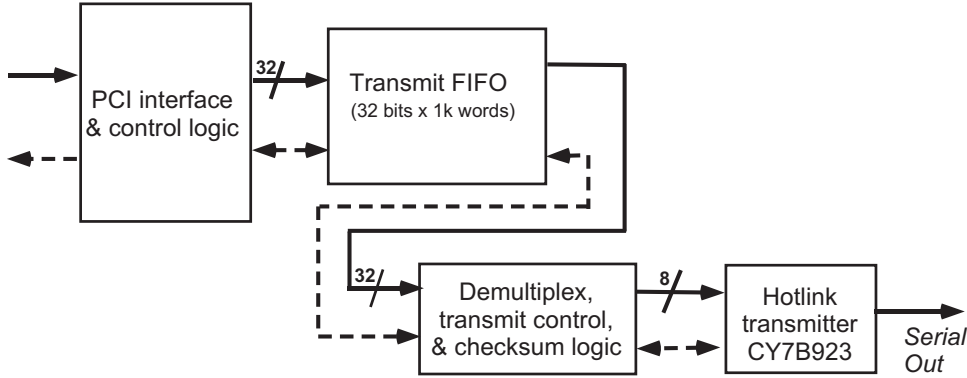 PCI interface
& control logic
32
Transmit FIFO
(32 bits x 1k words)
32
Demultiplex,
transmit control,
& checksum logic
8
Hotlink
transmitter
CY7B923
Serial
Out